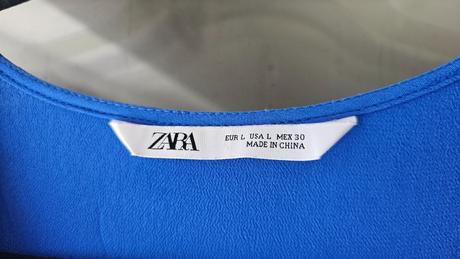 ZARA
EUR L USA L MEX 30
MADE IN CHINA